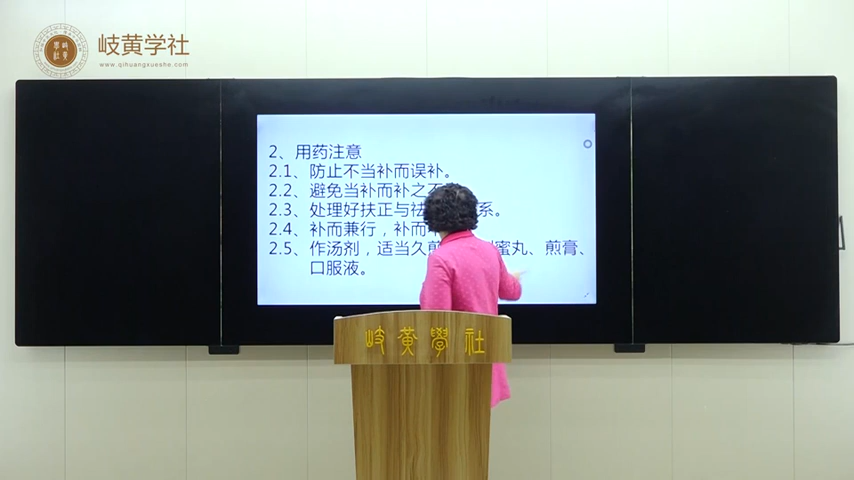 岐黄学社
www.qihuangxueshe.com
2、用药注意
2.1、防止不当补而误补。
2.2、避免当补而补之不
2.3、处理好扶正与祛 系。
2.4、补而兼行，补而
2.5、作汤剂，适当久煎 蜜丸、煎膏、
口服液。
岐黄學社